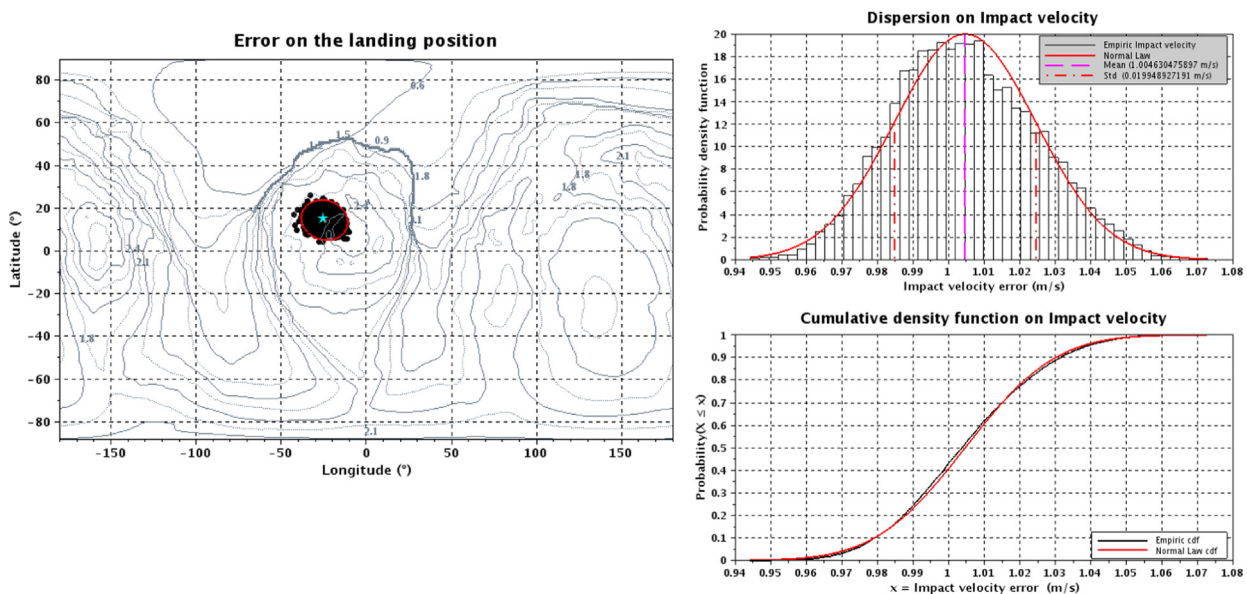 Error on the landing position
80
60
40
20
0
-20
-40
-60
-80
Latitude (°)
0.6
1.5
0.9
2.1
1.8
1.8
2.4
2.1
1.8
2.1
-150
-100
-50
0
50
100
150
Longitude (°)
Dispersion on Impact velocity
20
18
16
14
12
10
8
6
4
2
0
Probability density function
Empiric Impact velocity
Normal Law
Mean (1.004630475897 m/s)
Std (0.019948927191 m/s)
0.94 0.95 0.96 0.97 0.98 0.99 1 1.01 1.02 1.03 1.04 1.05 1.06 1.07 1.08
Impact velocity error (m/s)
Cumulative density function on Impact velocity
1
0.9
0.8
0.7
0.6
0.5
0.4
0.3
0.2
0.1
0
Probability(X ≤ x)
Empiric cdf
Normal Law cdf
0.94 0.95 0.96 0.97 0.98 0.99 1 1.01 1.02 1.03 1.04 1.05 1.06 1.07 1.08
x = Impact velocity error (m/s)